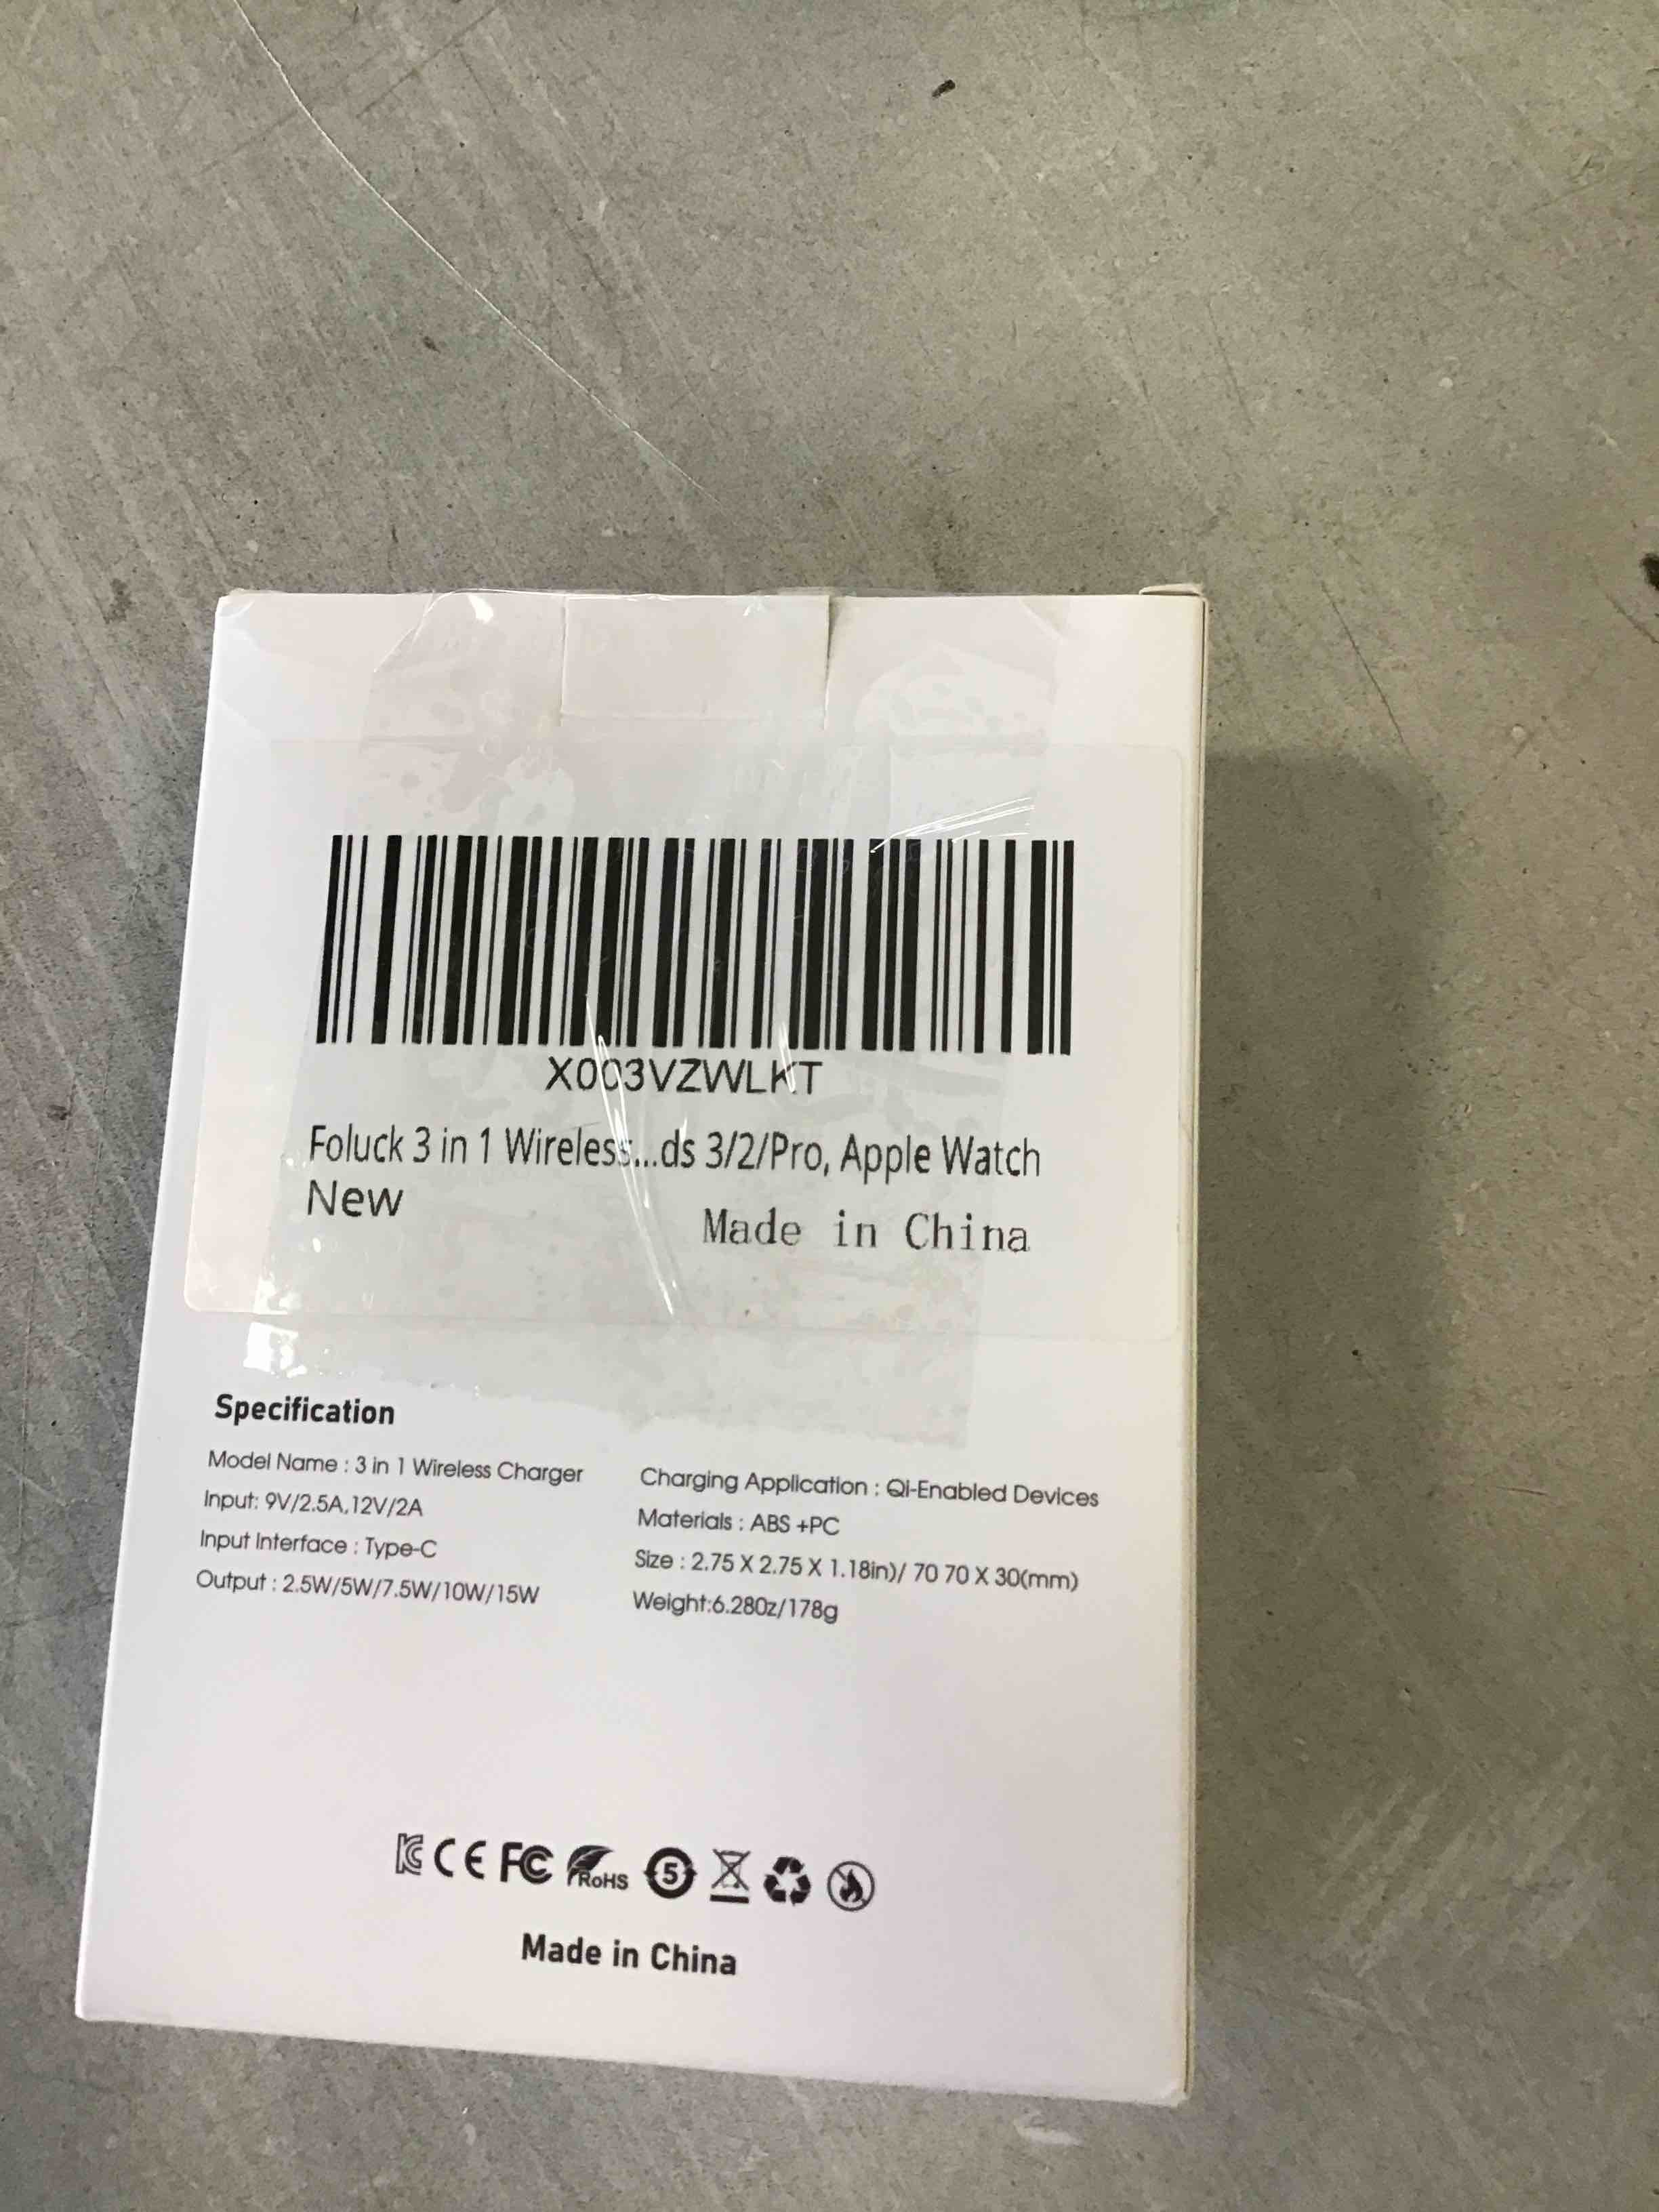 X003VZWLKT
Foluck 3 in 1 Wireless...ds 3/2/Pro, Apple Watch
New
Made in China
Specification
Model Name : 3 in 1 Wireless Charger
Input: 9V/2.5A,12V/2A
Input Interface : Type-C
Output : 2.5W/5W/7.5W/10W/15W
Charging Application : QI-Enabled Devices
Materials : ABS +PC
Size : 2.75 X 2.75 X 1.18in)/ 70 70 X 30(mm)
Weight:6.280z/178g
CE FC RoHS 5
Made in China